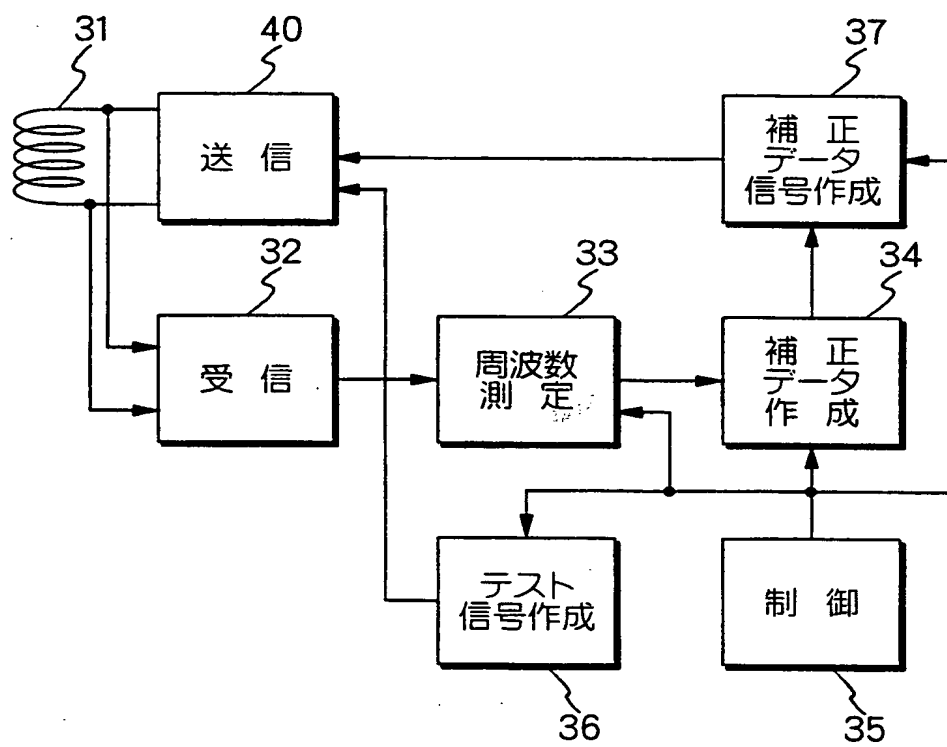 31
40
37
送信
補正
データ
信号作成
32
33
34
受信
周波数
測定
補正
データ
作成
テスト
信号作成
制御
36
35